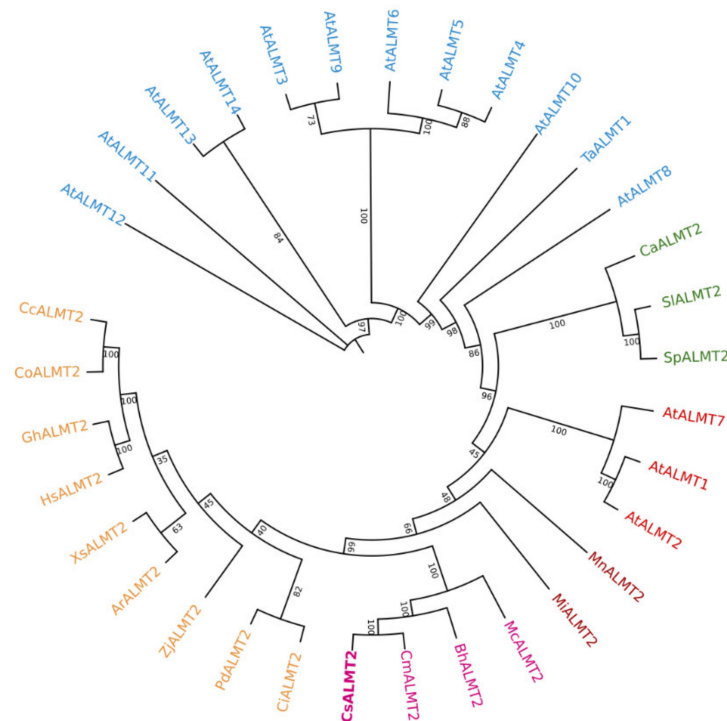 AtALMT12
AtALMT11
AtALMT13
AtALMT14
AtALMT3
AtALMT9
AtALMT6
AtALMT5
AtALMT4
AtALMT10
TaALMT1
AtALMT8
CaALMT2
SlALMT2
SpALMT2
AtALMT7
AtALMT1
AtALMT2
MnALMT2
MiALMT2
McALMT2
BhALMT2
CmALMT2
CsALMT2
CiALMT2
PdALMT2
ZjALMT2
ArALMT2
XsALMT2
HsALMT2
GhALMT2
CoALMT2
CcALMT2
84
73
100
88
100
97
100
99
98
86
100
100
96
100
100
45
48
66
99
100
100
100
82
40
45
63
35
100
100
100